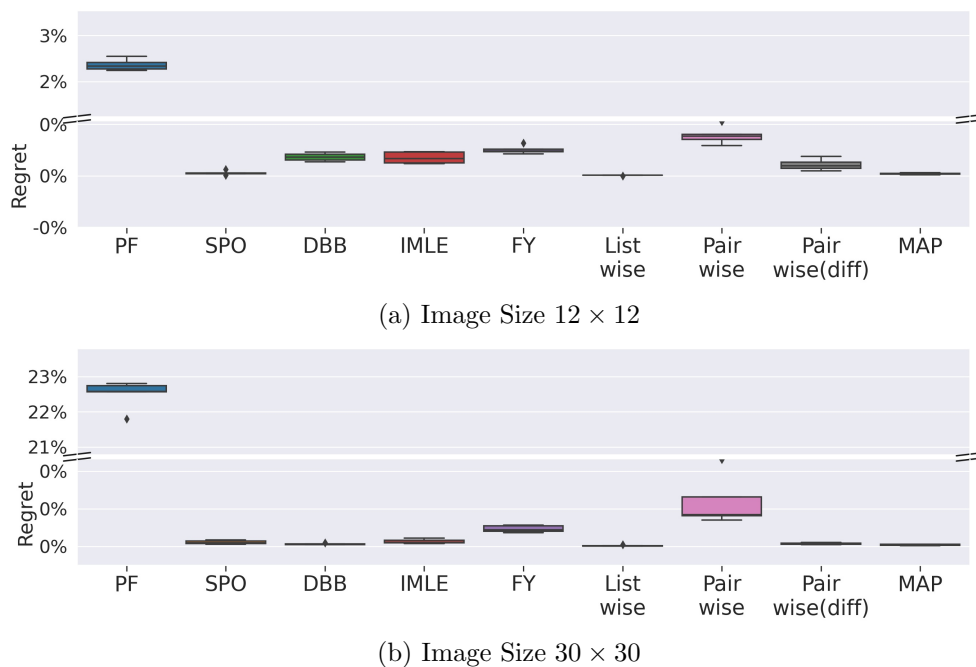 3%
2%
0%
0%
-0%
Regret
PF SPO DBB IMLE FY List wise Pair wise Pair wise(diff) MAP
(a) Image Size 12 × 12
23%
22%
21%
0%
0%
0%
Regret
PF SPO DBB IMLE FY List wise Pair wise Pair wise(diff) MAP
(b) Image Size 30 × 30